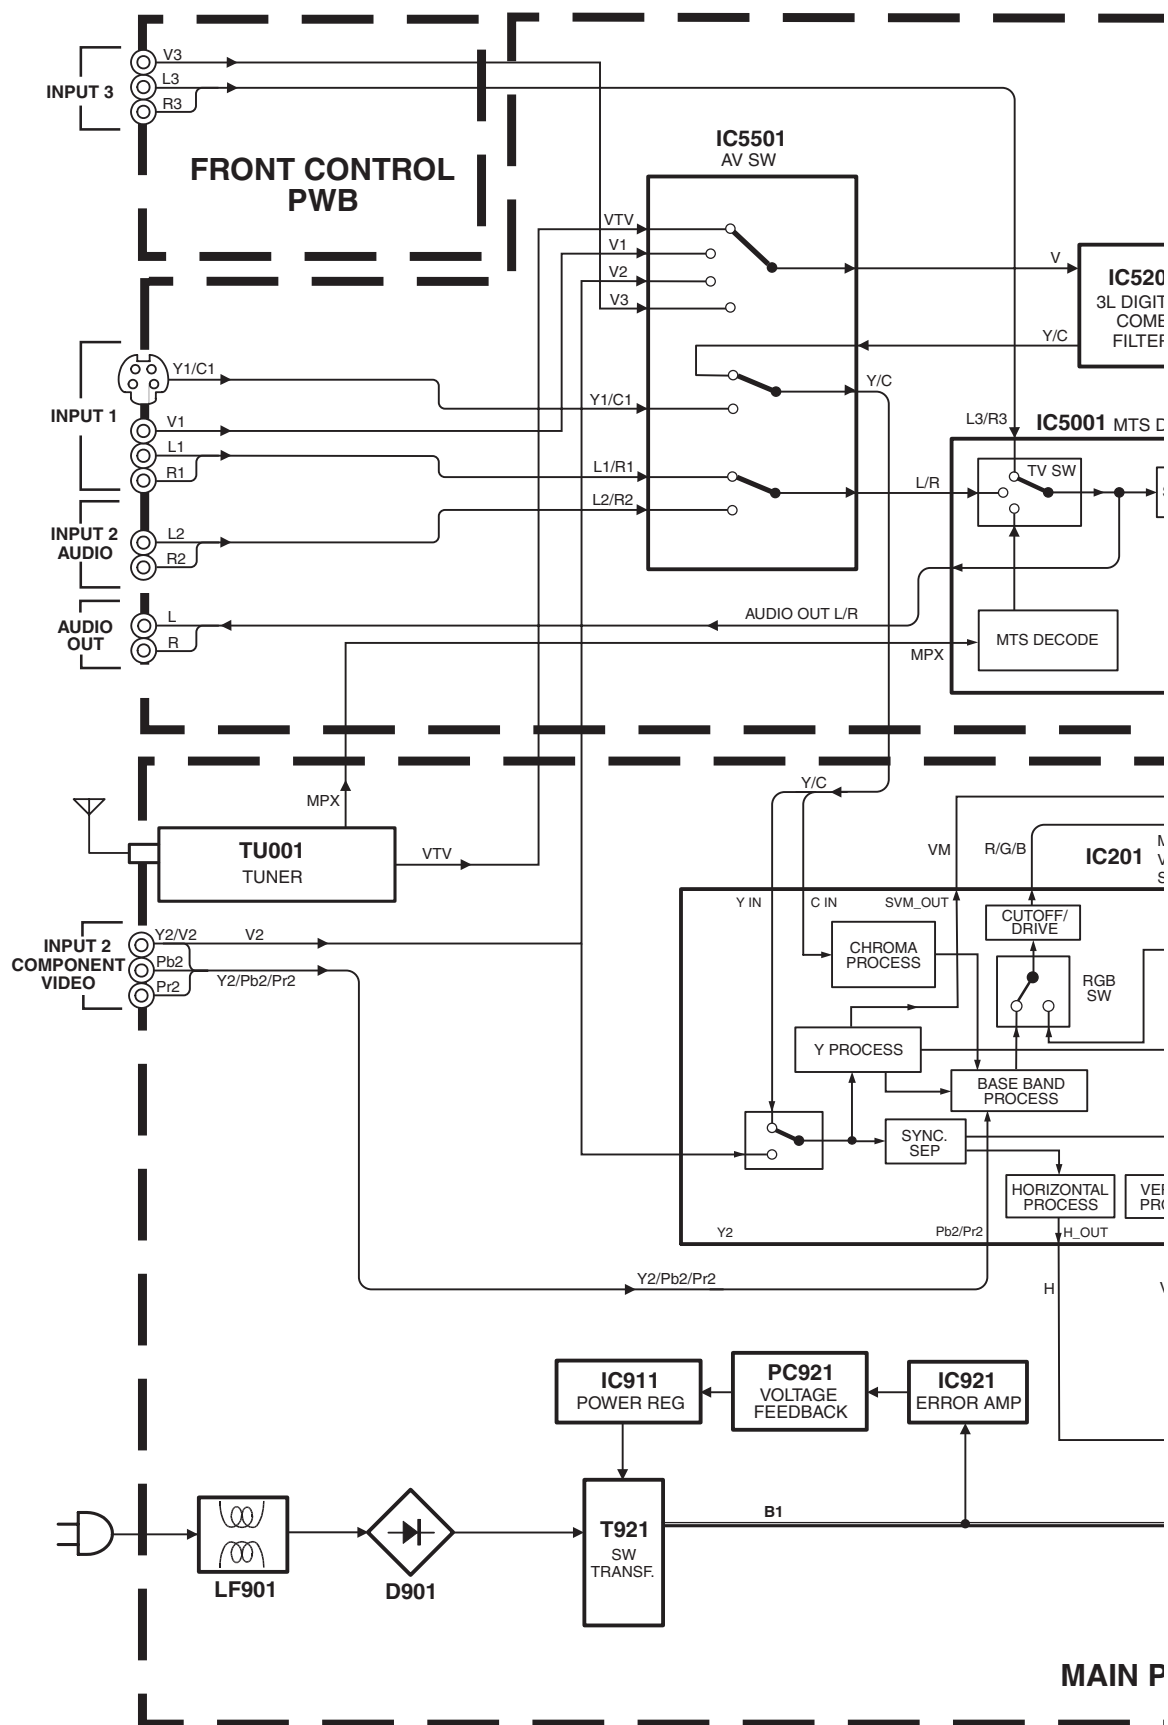 V3
INPUT 3
L3
R3
FRONT CONTROL
PWB
IC5501
AV SW
VTV
V1
V2
V3
V
IC520
3L DIGIT
COMB
FILTER
Y/C
Y1/C1
Y/C
INPUT 1
Y1/C1
V1
L1
R1
L3/R3
IC5001 MTS D
TV SW
L1/R1
L/R
L2/R2
INPUT 2
AUDIO
L2
R2
AUDIO
OUT
L
R
AUDIO OUT L/R
MTS DECODE
MPX
Y/C
MPX
TU001
TUNER
VTV
VM
R/G/B
IC201
Y IN
C IN
SVM_OUT
CUTOFF/
DRIVE
INPUT 2
COMPONENT
VIDEO
Y2/V2
V2
Pb2
Y2/Pb2/Pr2
Pr2
CHROMA
PROCESS
RGB
SW
Y PROCESS
BASE BAND
PROCESS
SYNC.
SEP
HORIZONTAL
PROCESS
VER
PRO
Y2
Pb2/Pr2
H_OUT
Y2/Pb2/Pr2
H
IC911
POWER REG
PC921
VOLTAGE
FEEDBACK
IC921
ERROR AMP
B1
T921
SW
TRANSF.
LF901
D901
MAIN P